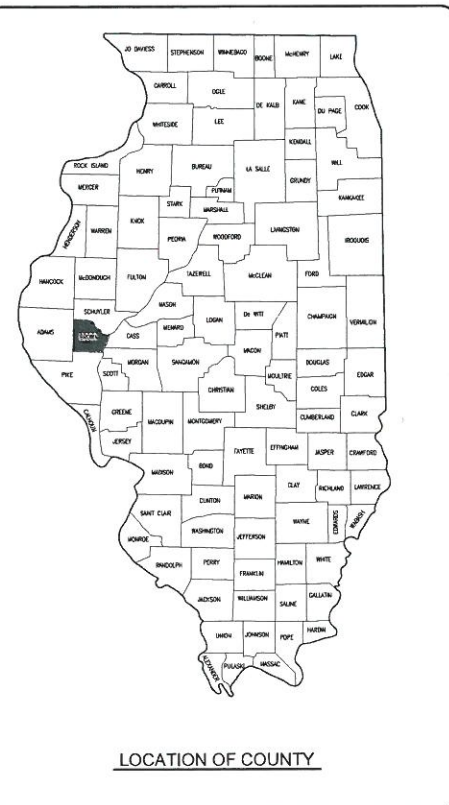 JO DAVIESS
STEPHENSON
WINNEBAGO
BOONE
McHENRY
LAKE
CARROLL
OGLE
DE KALB
KANE
COOK
DU PAGE
WHITESIDE
LEE
KENDALL
WILL
ROCK ISLAND
HENRY
BUREAU
LA SALLE
GRUNDY
MERCER
PUTNAM
KANKAKEE
STARK
MARSHALL
HENDERSON
WARREN
KNOX
PEORIA
WOODFORD
LIVINGSTON
IROQUOIS
HANCOCK
McDONOUGH
FULTON
TAZEWELL
McCLEAN
FORD
MASON
SCHUYLER
LOGAN
De WITT
CHAMPAIGN
VERMILION
ADAMS
CASS
MENARD
PIATT
MACON
PIKE
SCOTT
MORGAN
SANGAMON
DOUGLAS
EDGAR
MOULTRIE
CHRISTIAN
COLES
SHELBY
CALHOUN
GREENE
MACOUPIN
MONTGOMERY
CUMBERLAND
CLARK
JERSEY
FAYETTE
EFFINGHAM
JASPER
CRAWFORD
MADISON
BOND
CLAY
RICHLAND
LAWRENCE
CLINTON
MARION
SANT CLAIR
WAYNE
EDWARDS
WABASH
MONROE
WASHINGTON
JEFFERSON
RANDOLPH
PERRY
HAMILTON
WHITE
FRANKLIN
JACKSON
WILLIAMSON
SALINE
GALLATIN
UNION
JOHNSON
POPE
HARDIN
ALEXANDER
PULASKI
MASSAC
LOCATION OF COUNTY